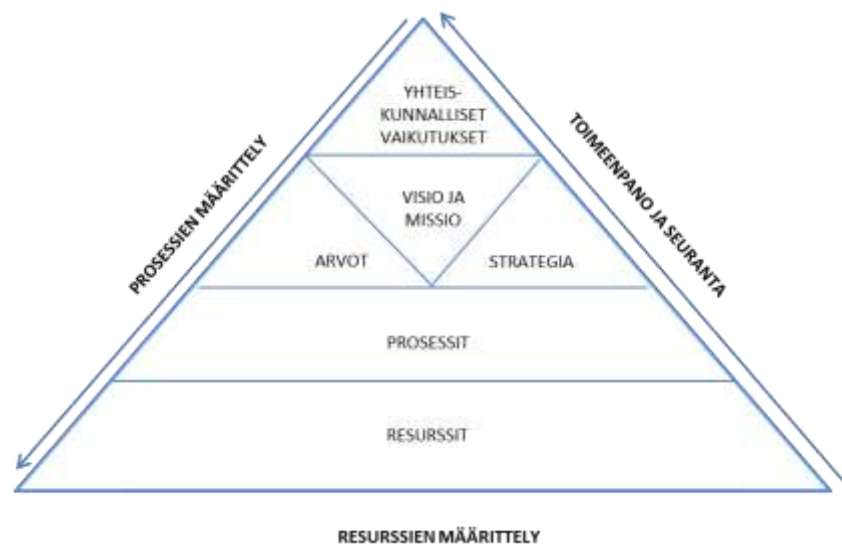 YHTEIS-
KUNNALLISET
VAIKUTUKSET
PROSESSIEN MÄÄRITTELY
TOIMEENPANO JA SEURANTA
VISIO JA
MISSIO
ARVOT
STRATEGIA
PROSESSIT
RESURSSIT
RESURSSIEN MÄÄRITTELY